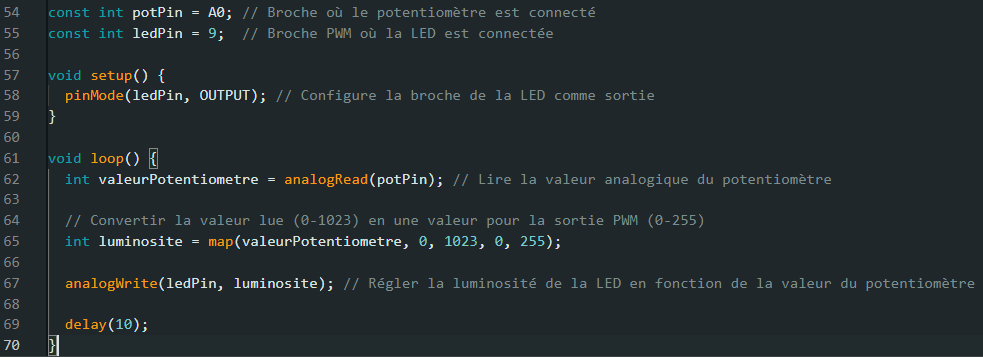 54 const int potPin = A0; // Broche où le potentiomètre est connecté
55 const int ledPin = 9;  // Broche PWM où la LED est connectée
56
57 void setup() {
58   pinMode(ledPin, OUTPUT); // Configure la broche de la LED comme sortie
59 }
60
61 void loop() {
62   int valeurPotentiometre = analogRead(potPin); // Lire la valeur analogique du potentiomètre
63
64   // Convertir la valeur lue (0-1023) en une valeur pour la sortie PWM (0-255)
65   int luminosite = map(valeurPotentiometre, 0, 1023, 0, 255);
66
67   analogWrite(ledPin, luminosite); // Régler la luminosité de la LED en fonction de la valeur du potentiomètre
68
69   delay(10);
70 }